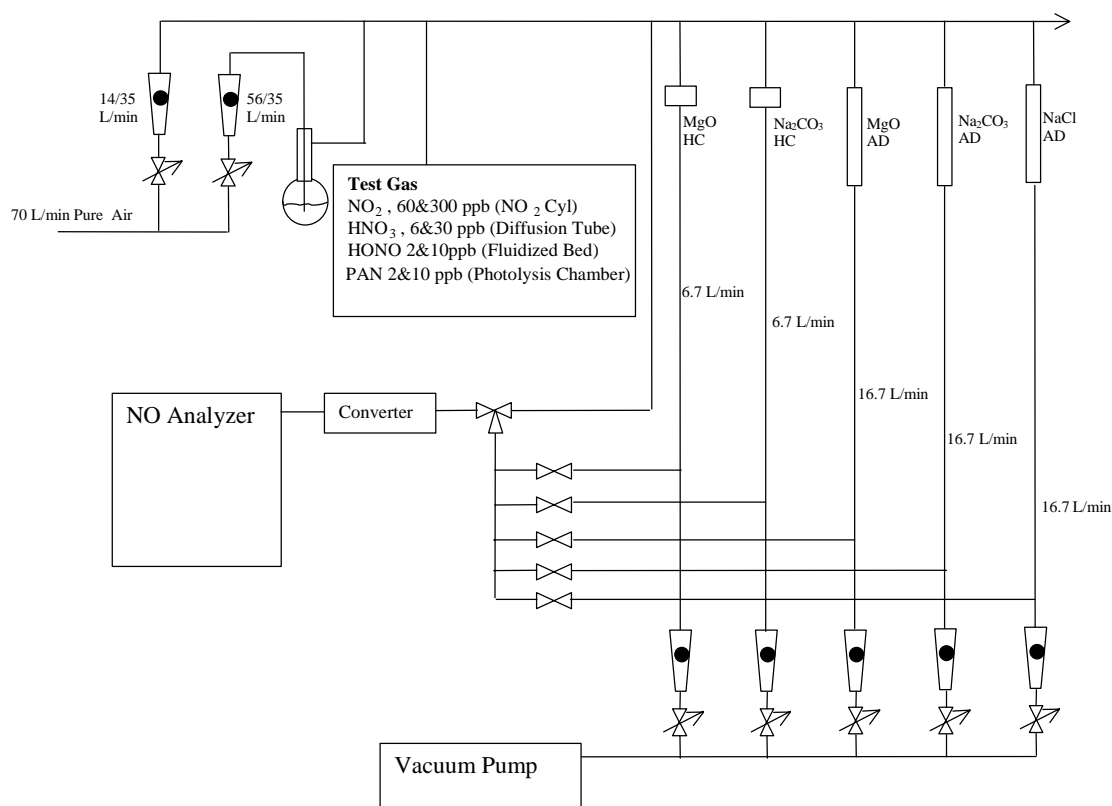 14/35
L/min
56/35
L/min
70 L/min Pure Air
Test Gas
NO₂ , 60&300 ppb (NO ₂ Cyl)
HNO₃ , 6&30 ppb (Diffusion Tube)
HONO 2&10ppb (Fluidized Bed)
PAN 2&10 ppb (Photolysis Chamber)
MgO
HC
Na₂CO₃
HC
MgO
AD
Na₂CO₃
AD
NaCl
AD
6.7 L/min
6.7 L/min
16.7 L/min
16.7 L/min
16.7 L/min
NO Analyzer
Converter
Vacuum Pump